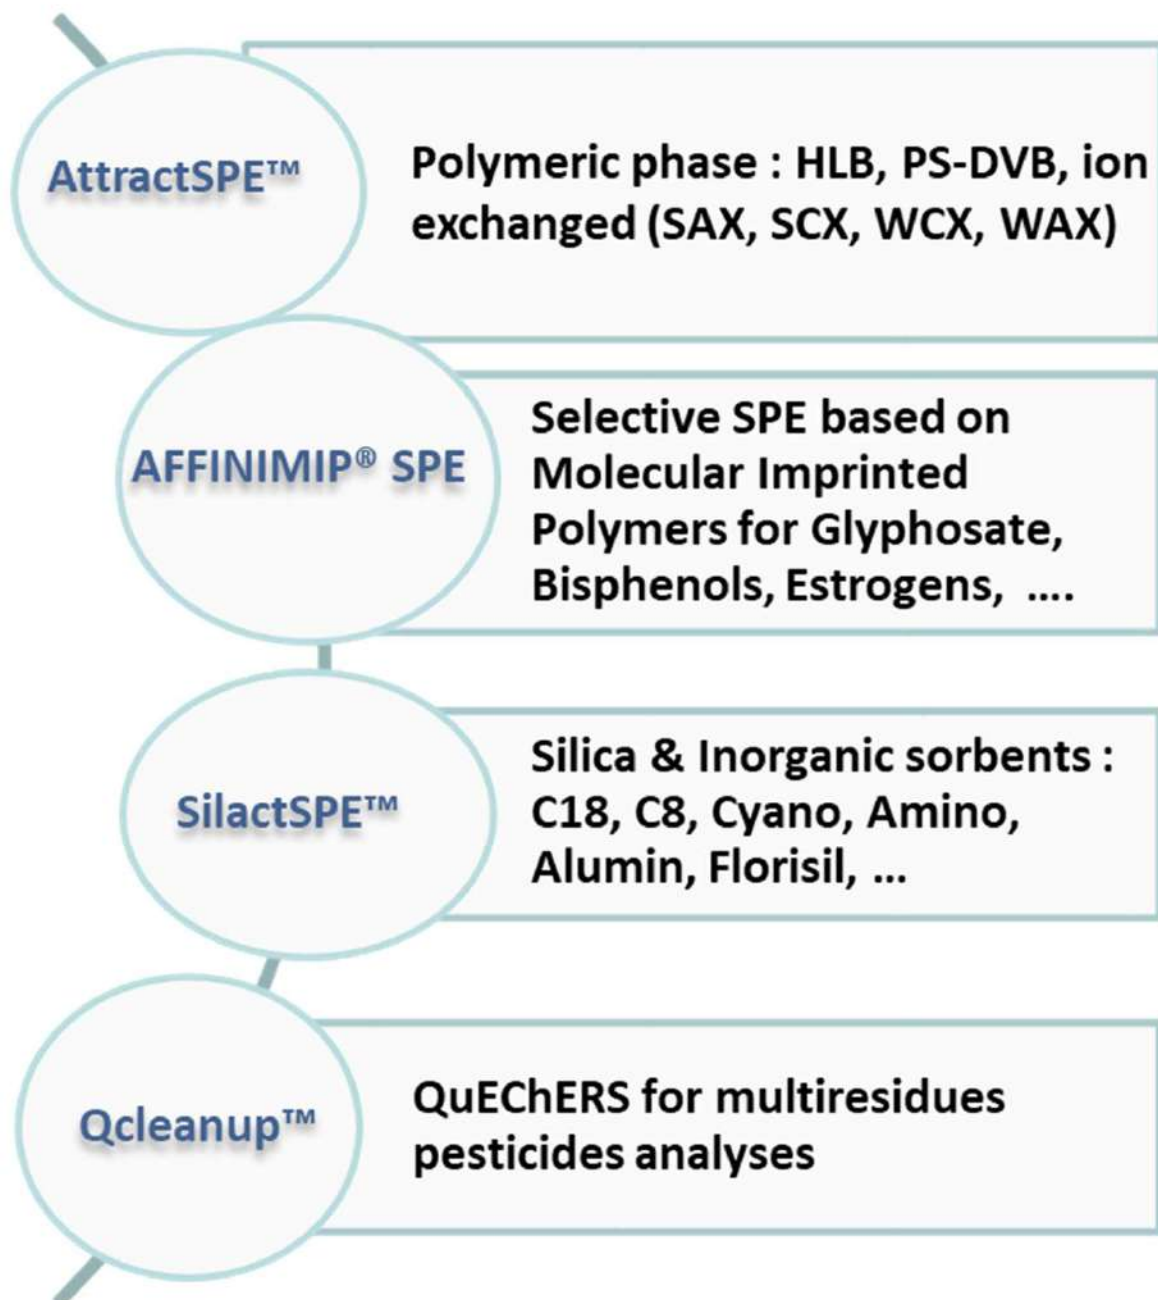 AttractSPE™
Polymeric phase : HLB, PS-DVB, ion
exchanged (SAX, SCX, WCX, WAX)
AFFINIMIP® SPE
Selective SPE based on
Molecular Imprinted
Polymers for Glyphosate,
Bisphenols, Estrogens, ....
SilactSPE™
Silica & Inorganic sorbents :
C18, C8, Cyano, Amino,
Alumin, Florisil, ...
Qcleanup™
QuEChERS for multiresidues
pesticides analyses